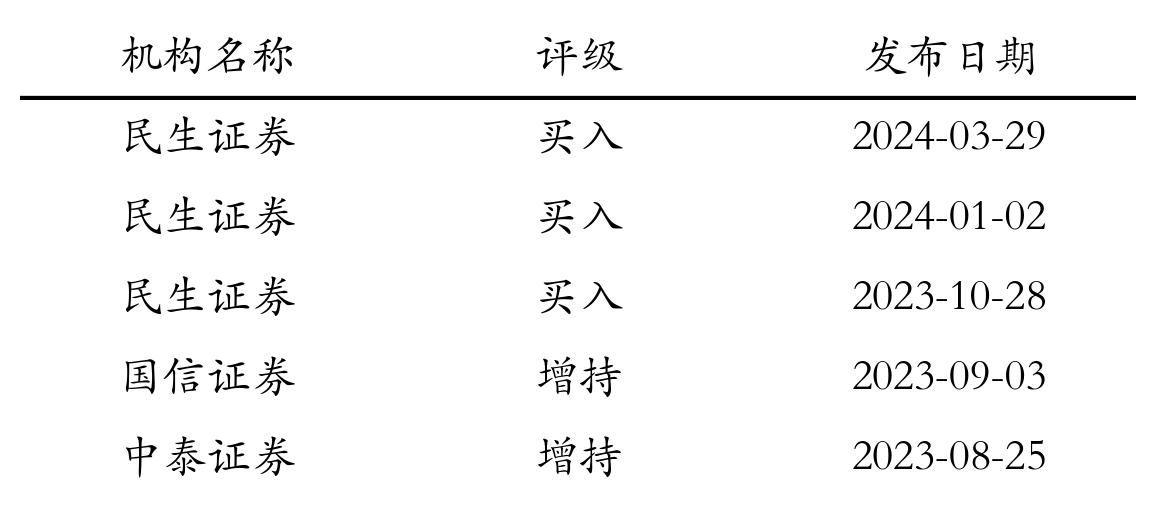 机构名称 评级 发布日期
民生证券 买入 2024-03-29
民生证券 买入 2024-01-02
民生证券 买入 2023-10-28
国信证券 增持 2023-09-03
中泰证券 增持 2023-08-25